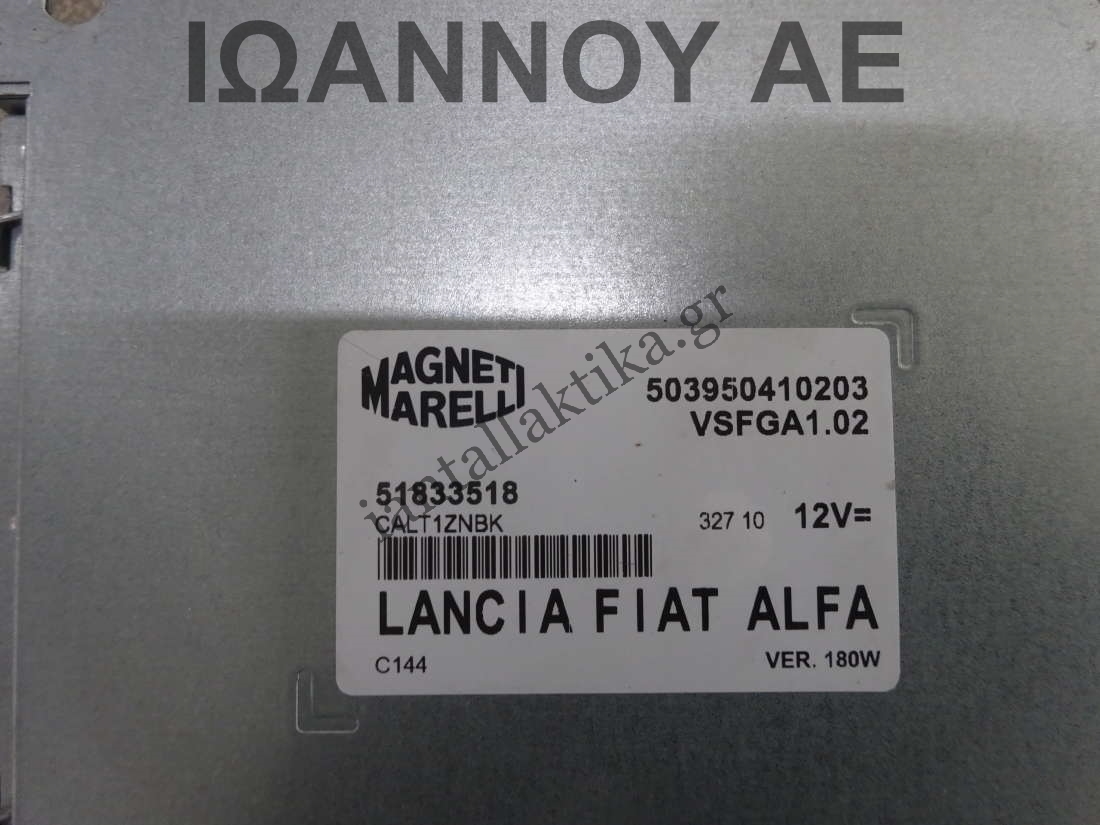 ΙΩΑΝΝΟΥ ΑΕ
MAGNETI MARELLI
503950410203
VSFGA1.02
iantallaktika.gr
51833518
CALT1ZNBK
327 10 12V=
LANCIA FIAT ALFA
C144
VER. 180W